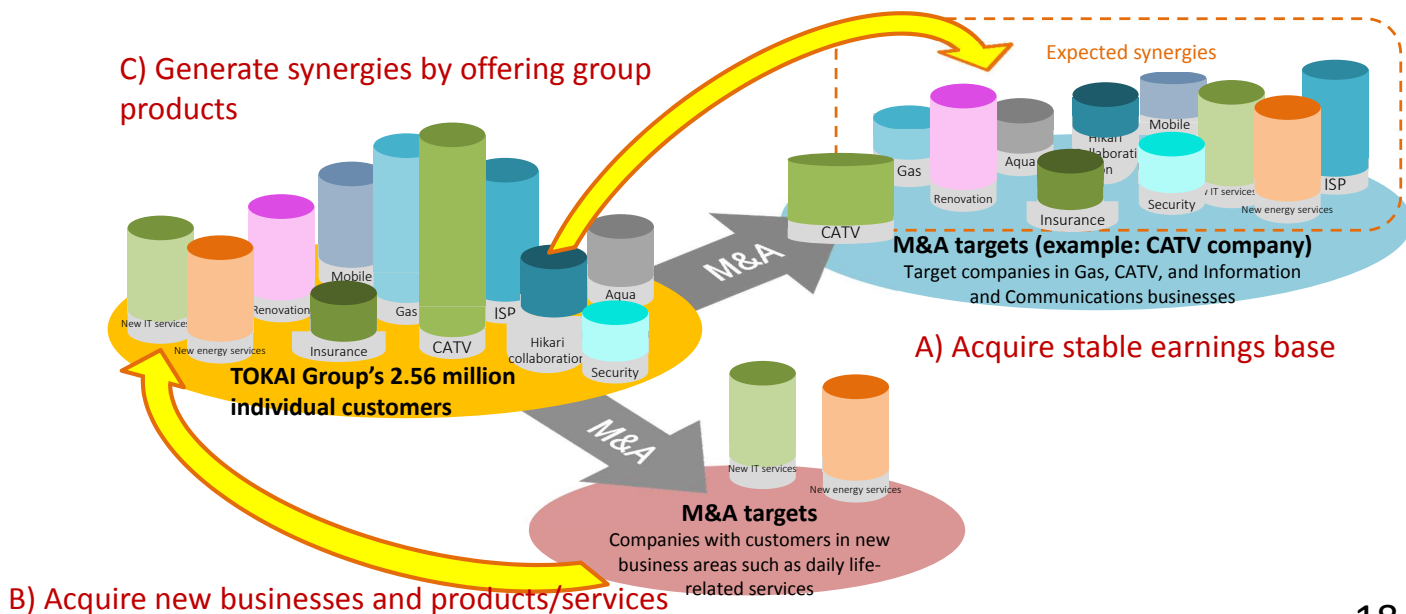 C) Generate synergies by offering group
products
Expected synergies
Gas
Renovation
Aqua
Hikari
Mobile
CATV
Insurance
Security
IT services
New energy services
ISP
M&A targets (example: CATV company)
Target companies in Gas, CATV, and Information
and Communications businesses
M&A
A) Acquire stable earnings base
New IT services
New energy services
Renovation
Mobile
Insurance
Gas
CATV
ISP
Hikari
collaboration
Aqua
Security
TOKAI Group's 2.56 million
individual customers
M&A
New IT services
New energy services
M&A targets
Companies with customers in new
business areas such as daily life-
related services
B) Acquire new businesses and products/services